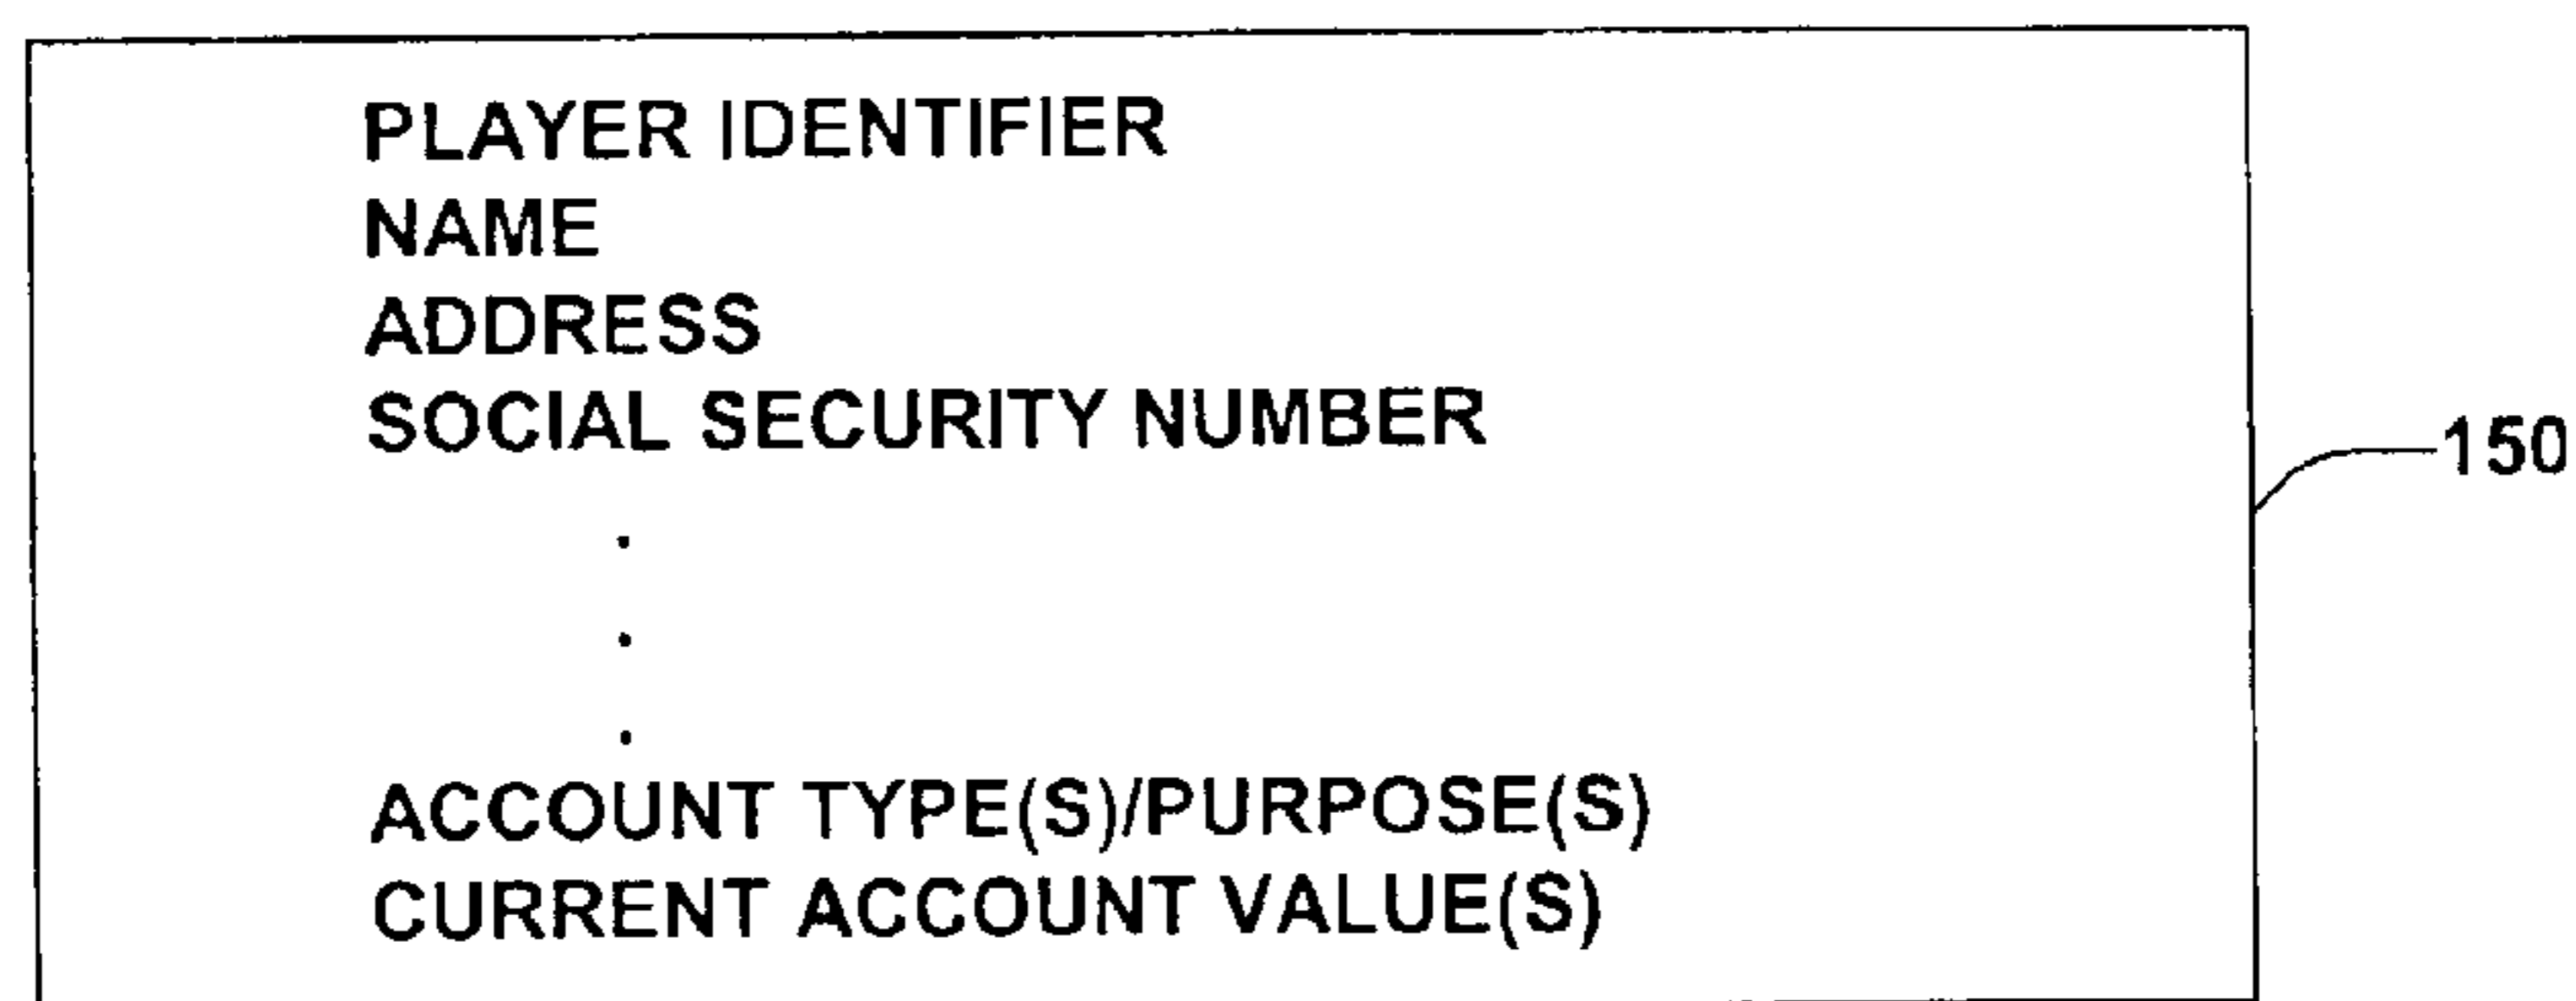 PLAYER IDENTIFIER
NAME
ADDRESS
SOCIAL SECURITY NUMBER
150
.
.
.
ACCOUNT TYPE(S)/PURPOSE(S)
CURRENT ACCOUNT VALUE(S)